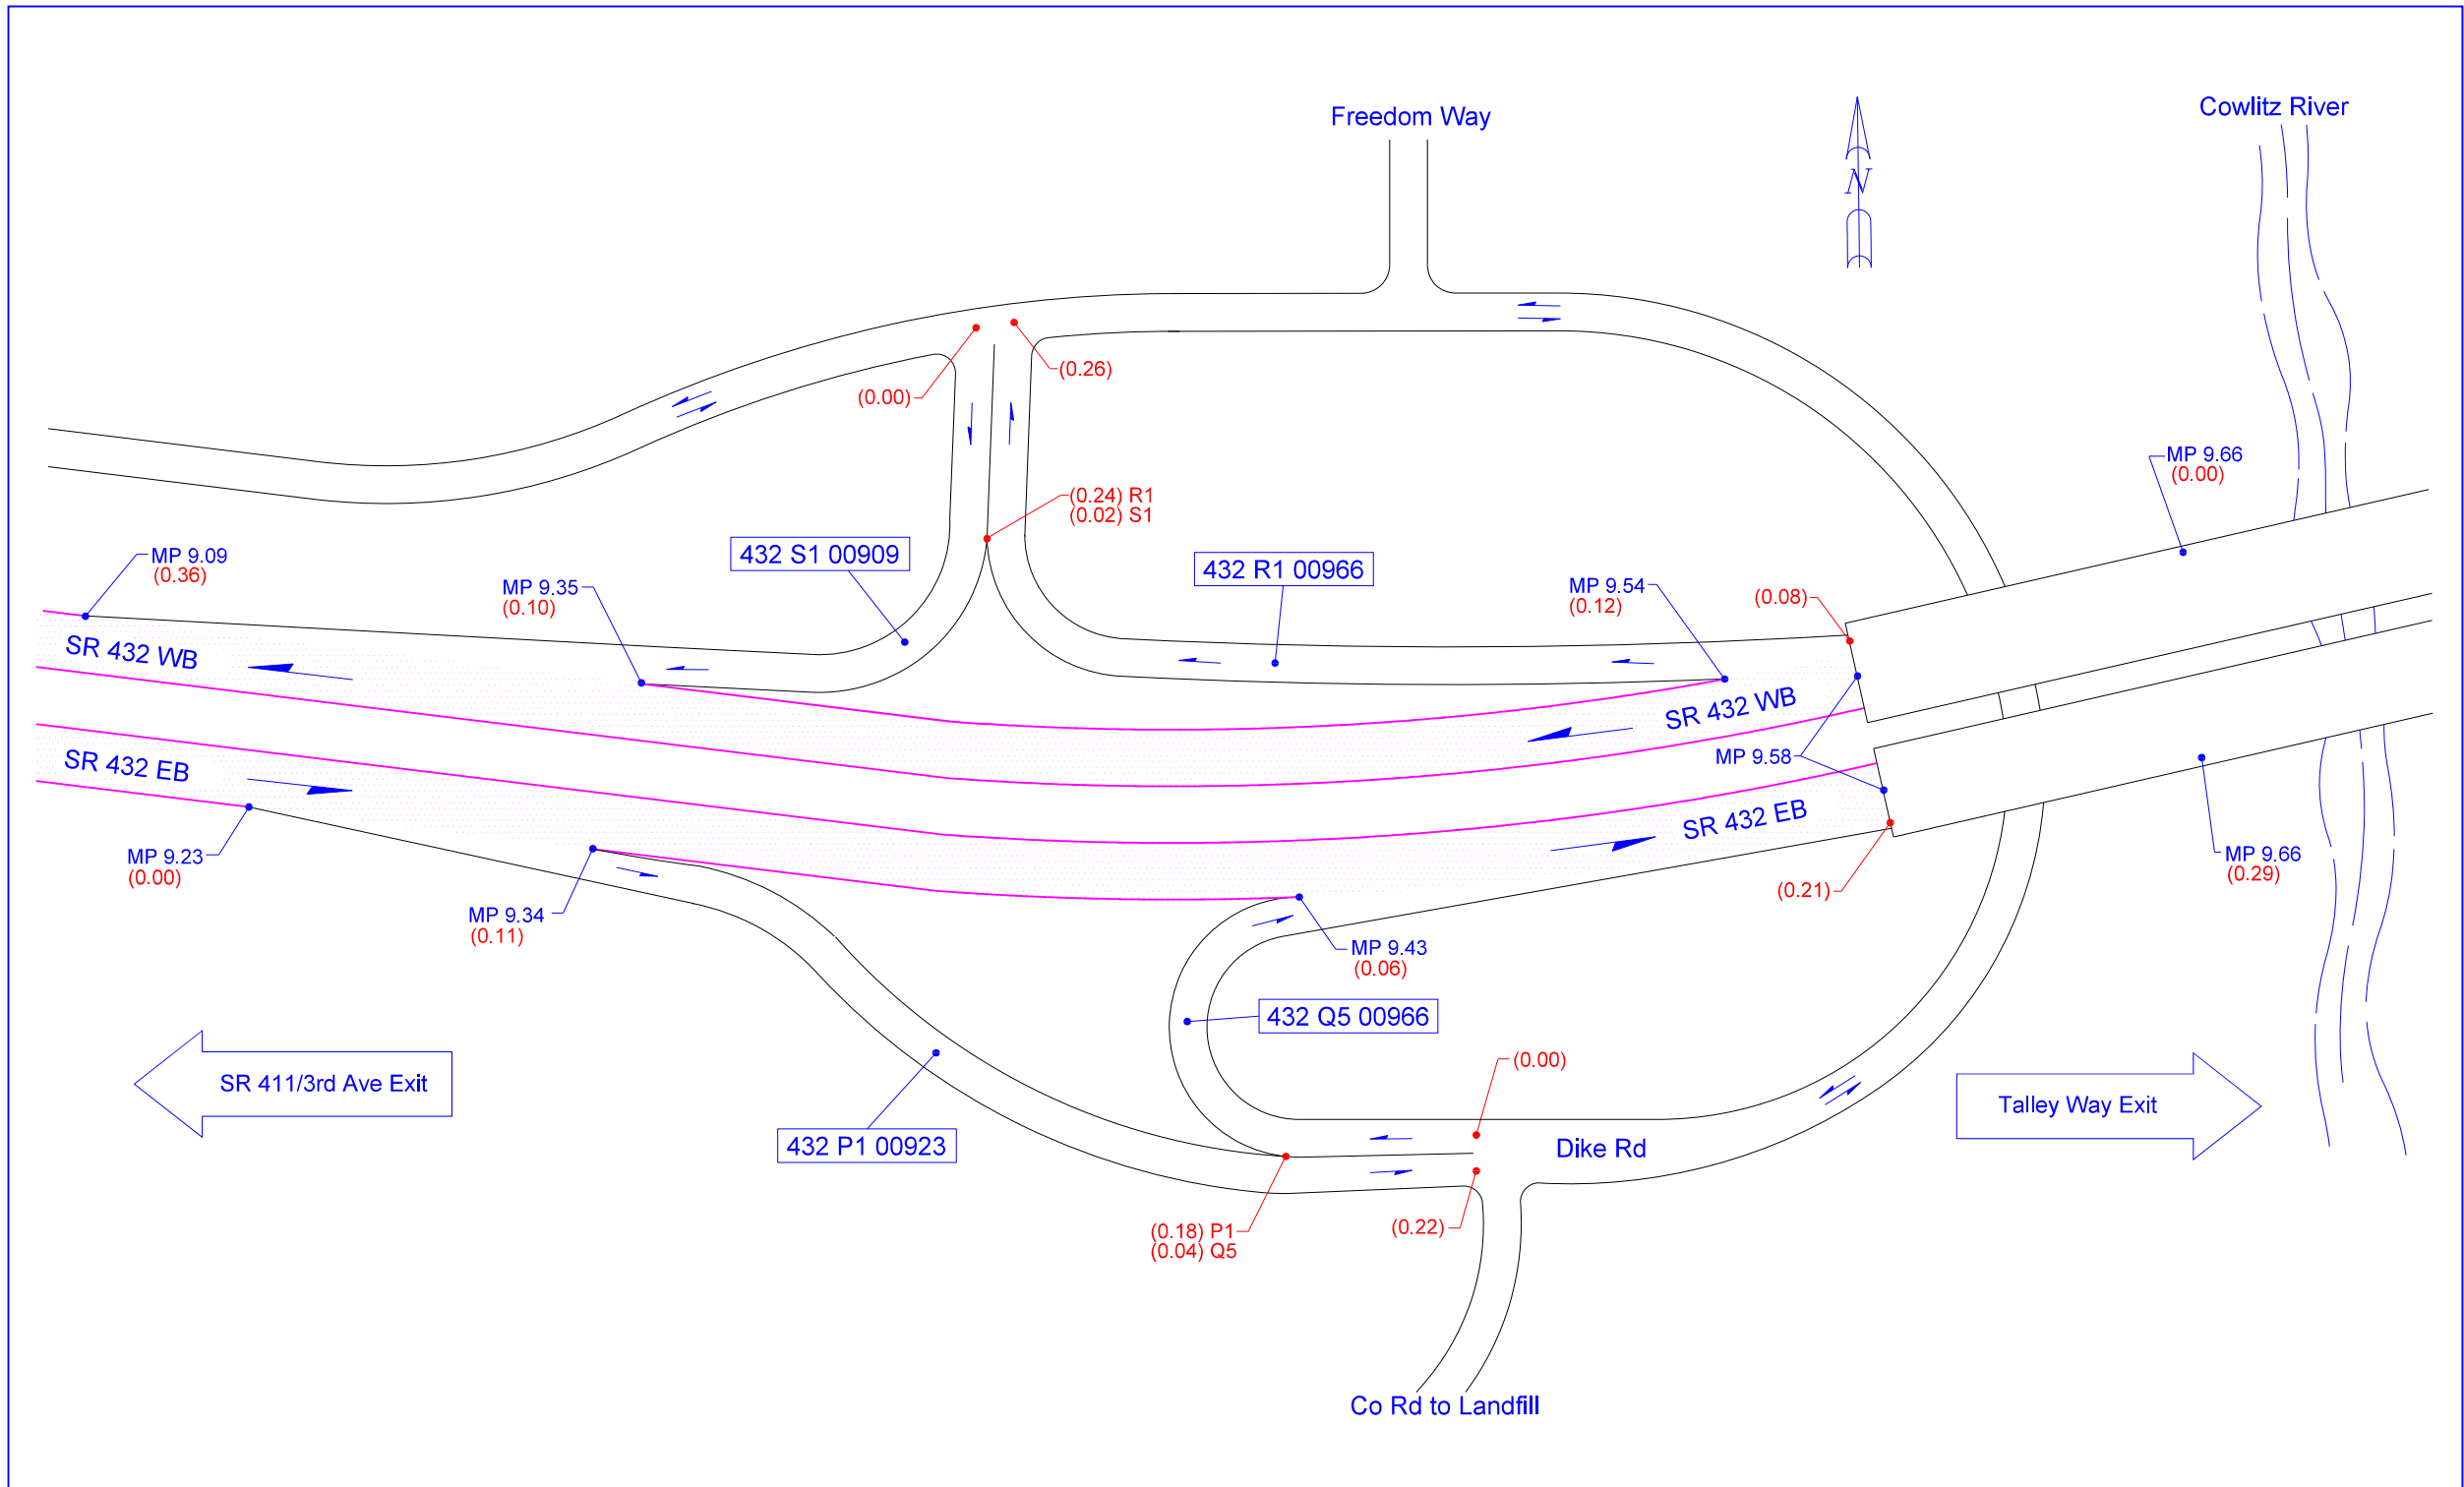 Freedom Way
Cowlitz River
N
(0.26)
(0.00)
MP 9.66
(0.00)
(0.24) R1
(0.02) S1
432 S1 00909
MP 9.09
(0.36)
432 R1 00966
MP 9.35
(0.10)
MP 9.54
(0.12)
(0.08)
SR 432 WB
SR 432 WB
MP 9.58
SR 432 EB
SR 432 EB
MP 9.23
(0.00)
MP 9.66
(0.29)
(0.21)
MP 9.34
(0.11)
MP 9.43
(0.06)
432 Q5 00966
(0.00)
SR 411/3rd Ave Exit
Talley Way Exit
432 P1 00923
Dike Rd
(0.18) P1
(0.04) Q5
(0.22)
Co Rd to Landfill